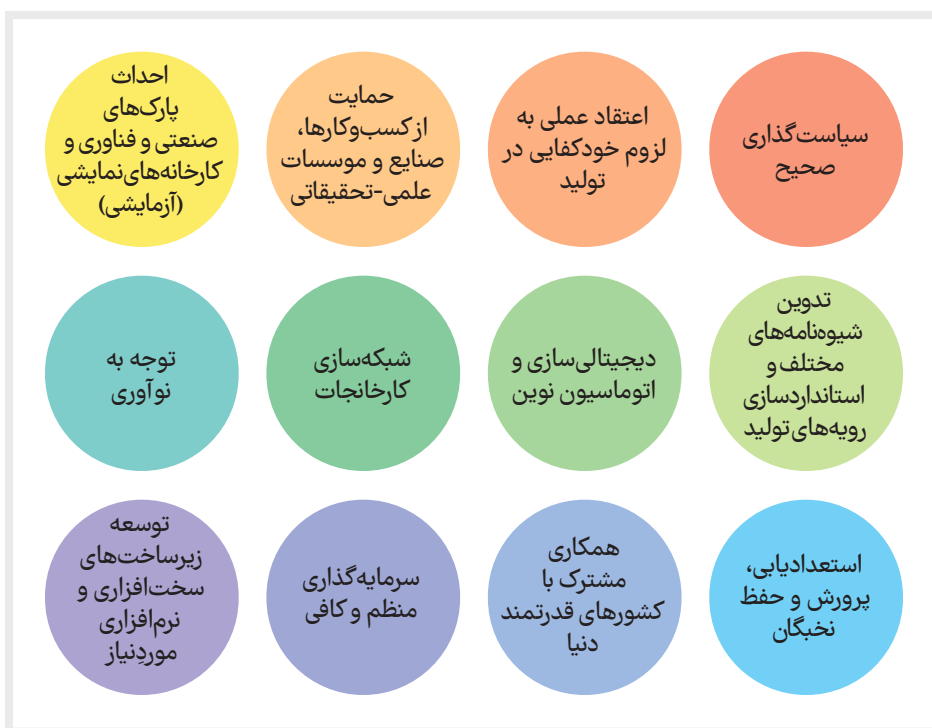 سیاست‌گذاری
صحیح
اعتقاد عملی به
لزوم خودکفایی در
تولید
حمایت
از کسب‌وکارها،
صنایع و موسسات
علمی-تحقیقاتی
احداث
پارک‌های
صنعتی و فناوری و
کارخانه‌های نمایشی
(آزمایشی)
تدوین
شیوه‌نامه‌های
مختلف و
استانداردسازی
رویه‌های تولید
دیجیتالی‌سازی و
اتوماسیون نوین
شبکه‌سازی
کارخانجات
توجه به
نوآوری
استعدادیابی،
پرورش و حفظ
نخبگان
همکاری
مشترک با
کشورهای قدرتمند
دنیا
سرمایه‌گذاری
منظم و کافی
توسعه
زیرساخت‌های
سخت‌افزاری و
نرم‌افزاری
موردِنیاز